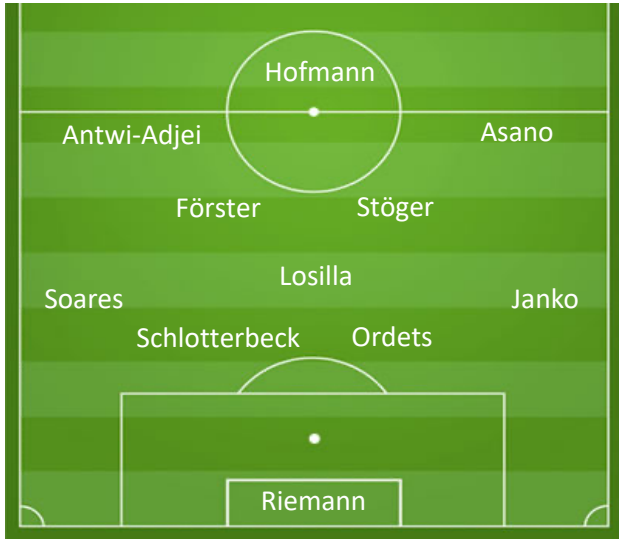 Hofmann
Antwi-Adjei
Asano
Förster
Stöger
Losilla
Soares
Janko
Schlotterbeck
Ordets
Riemann